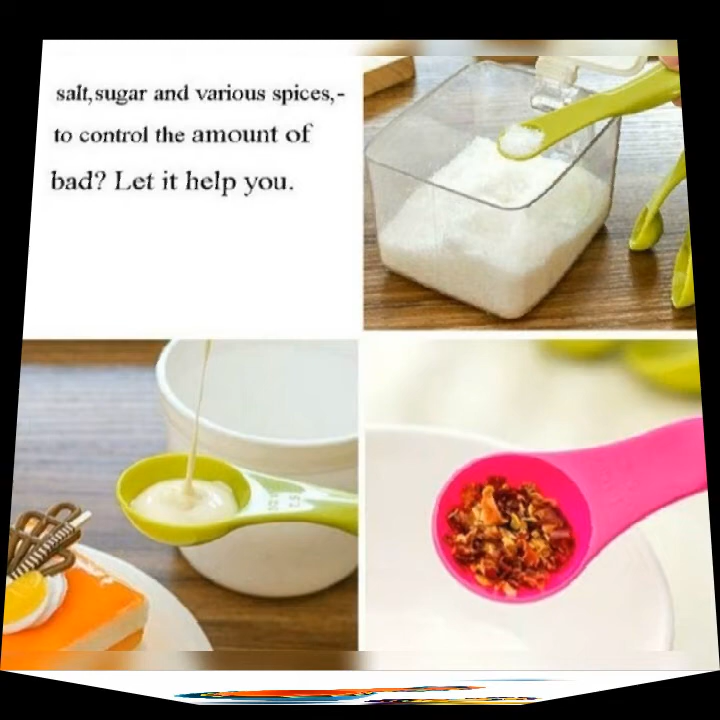 salt,sugar and various spices,-
to control the amount of
bad? Let it help you.